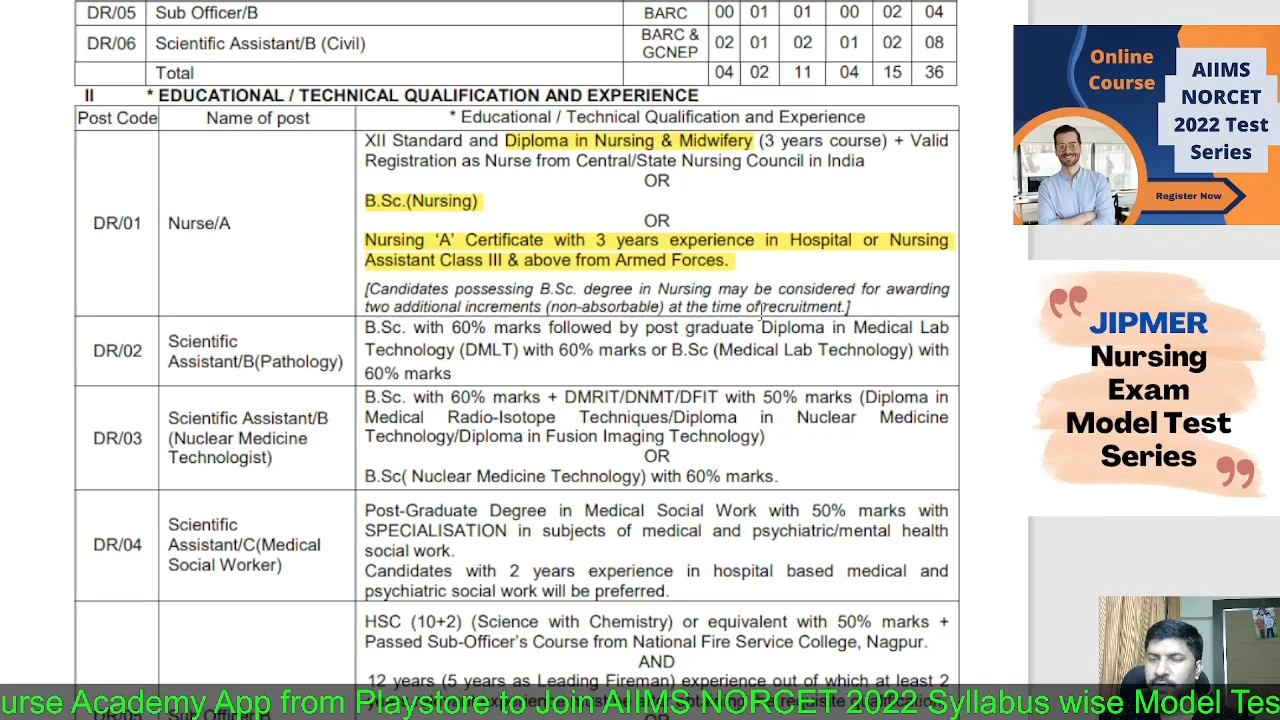 DR/05 Sub Officer/B BARC 00 01 01 00 02 04
DR/06 Scientific Assistant/B (Civil) BARC & GCNEP 02 01 02 01 02 08
Total 04 02 11 04 15 36
II * EDUCATIONAL / TECHNICAL QUALIFICATION AND EXPERIENCE
Post Code Name of post * Educational / Technical Qualification and Experience
DR/01 Nurse/A
XII Standard and Diploma in Nursing & Midwifery (3 years course) + Valid
Registration as Nurse from Central/State Nursing Council in India
OR
B.Sc.(Nursing)
OR
Nursing ‘A’ Certificate with 3 years experience in Hospital or Nursing
Assistant Class III & above from Armed Forces.
[Candidates possessing B.Sc. degree in Nursing may be considered for awarding
two additional increments (non-absorbable) at the time of recruitment.]
DR/02
Scientific
Assistant/B(Pathology)
B.Sc. with 60% marks followed by post graduate Diploma in Medical Lab
Technology (DMLT) with 60% marks or B.Sc (Medical Lab Technology) with
60% marks
DR/03
Scientific Assistant/B
(Nuclear Medicine
Technologist)
B.Sc. with 60% marks + DMRIT/DNMT/DFIT with 50% marks (Diploma in
Medical Radio-Isotope Techniques/Diploma in Nuclear Medicine
Technology/Diploma in Fusion Imaging Technology)
OR
B.Sc( Nuclear Medicine Technology) with 60% marks.
DR/04
Scientific
Assistant/C(Medical
Social Worker)
Post-Graduate Degree in Medical Social Work with 50% marks with
SPECIALISATION in subjects of medical and psychiatric/mental health
social work.
Candidates with 2 years experience in hospital based medical and
psychiatric social work will be preferred.
HSC (10+2) (Science with Chemistry) or equivalent with 50% marks +
Passed Sub-Officer’s Course from National Fire Service College, Nagpur.
AND
12 years (5 years as Leading Fireman) experience out of which at least 2
Online
Course
AIIMS
NORCET
2022 Test
Series
Register Now
JIPMER
Nursing
Exam
Model Test
Series
urse Academy App from Playstore to Join AIIMS NORCET 2022 Syllabus wise Model Tes